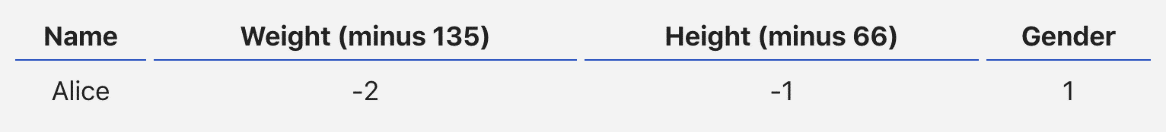 Name Weight (minus 135) Height (minus 66) Gender
Alice -2 -1 1